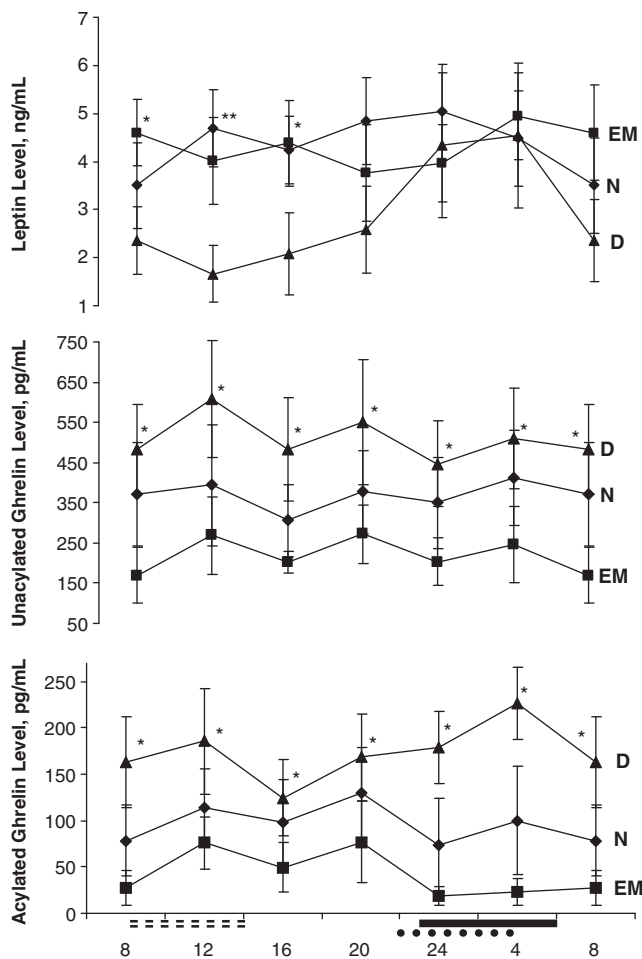 Leptin Level, ng/mL
7
6
5
4
3
2
1
*
**
*
EM
N
D
Unacylated Ghrelin Level, pg/mL
750
650
550
450
350
250
150
50
*
*
*
*
*
*
*
D
N
EM
Acylated Ghrelin Level, pg/mL
250
200
150
100
50
0
*
*
*
*
*
*
*
D
N
EM
8 12 16 20 24 4 8